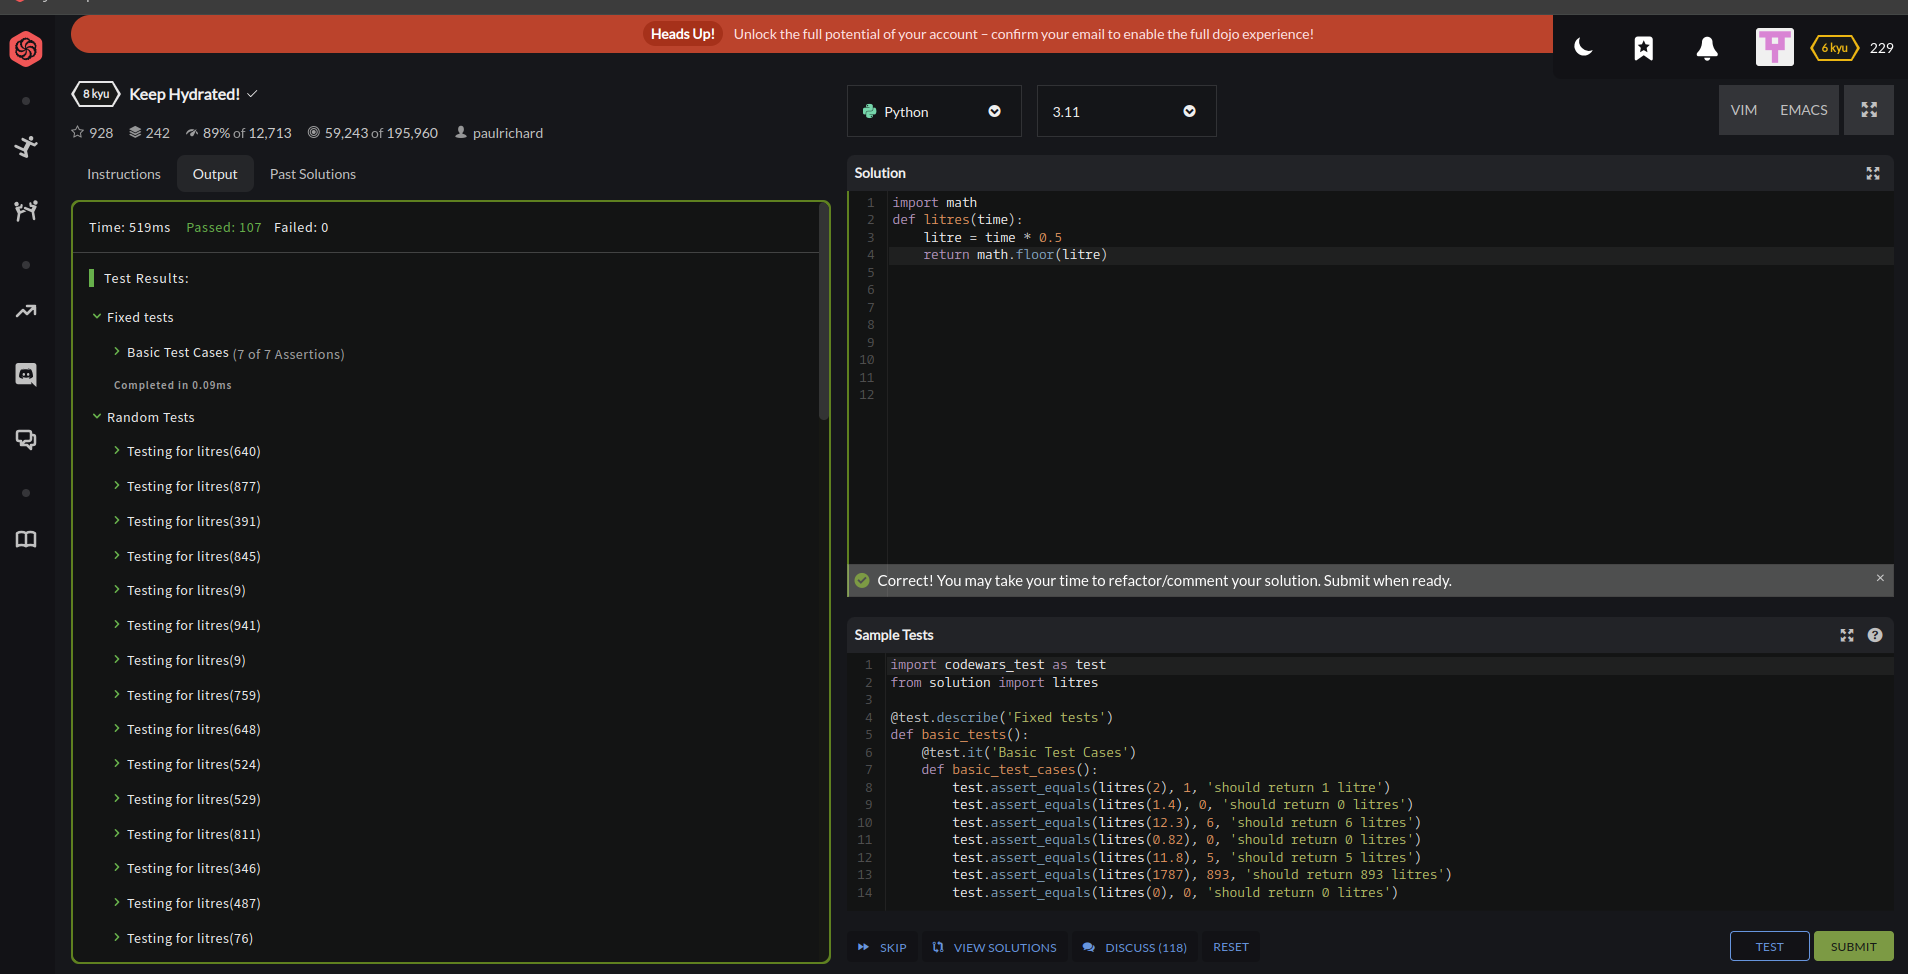 Heads Up! Unlock the full potential of your account – confirm your email to enable the full dojo experience!
6 kyu 229
8 kyu Keep Hydrated!
928 242 89% of 12,713 59,243 of 195,960 paulrichard
Instructions Output Past Solutions
Time: 519ms Passed: 107 Failed: 0
Test Results:
Fixed tests
Basic Test Cases (7 of 7 Assertions)
Completed in 0.09ms
Random Tests
Testing for litres(640)
Testing for litres(877)
Testing for litres(391)
Testing for litres(845)
Testing for litres(9)
Testing for litres(941)
Testing for litres(9)
Testing for litres(759)
Testing for litres(648)
Testing for litres(524)
Testing for litres(529)
Testing for litres(811)
Testing for litres(346)
Testing for litres(487)
Testing for litres(76)
Python 3.11 VIM EMACS
Solution
1 import math
2 def litres(time):
3     litre = time * 0.5
4     return math.floor(litre)
5
6
7
8
9
10
11
12
Correct! You may take your time to refactor/comment your solution. Submit when ready. ×
Sample Tests ?
1 import codewars_test as test
2 from solution import litres
3
4 @test.describe('Fixed tests')
5 def basic_tests():
6     @test.it('Basic Test Cases')
7     def basic_test_cases():
8         test.assert_equals(litres(2), 1, 'should return 1 litre')
9         test.assert_equals(litres(1.4), 0, 'should return 0 litres')
10         test.assert_equals(litres(12.3), 6, 'should return 6 litres')
11         test.assert_equals(litres(0.82), 0, 'should return 0 litres')
12         test.assert_equals(litres(11.8), 5, 'should return 5 litres')
13         test.assert_equals(litres(1787), 893, 'should return 893 litres')
14         test.assert_equals(litres(0), 0, 'should return 0 litres')
SKIP VIEW SOLUTIONS DISCUSS (118) RESET TEST SUBMIT